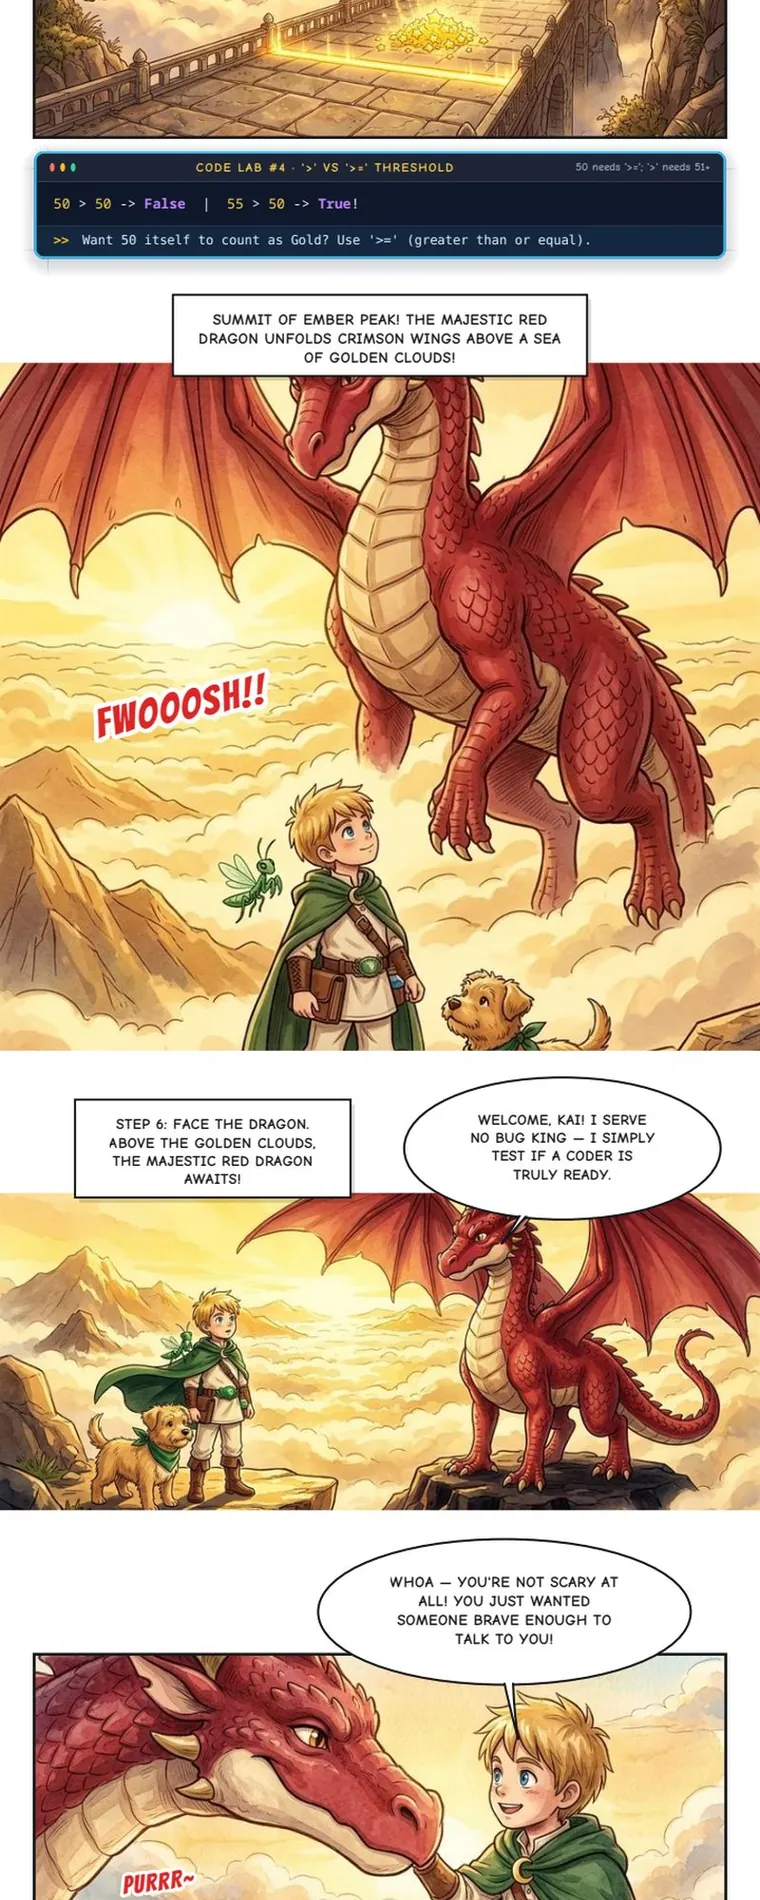 CODE LAB #4 · '>' VS '>=' THRESHOLD
50 needs '>='; '>' needs 51+
50 > 50 -> False | 55 > 50 -> True!
>> Want 50 itself to count as Gold? Use '>=' (greater than or equal).
SUMMIT OF EMBER PEAK! THE MAJESTIC RED
DRAGON UNFOLDS CRIMSON WINGS ABOVE A SEA
OF GOLDEN CLOUDS!
FWOOOSH!!
STEP 6: FACE THE DRAGON.
ABOVE THE GOLDEN CLOUDS,
THE MAJESTIC RED DRAGON
AWAITS!
WELCOME, KAI! I SERVE
NO BUG KING — I SIMPLY
TEST IF A CODER IS
TRULY READY.
WHOA — YOU'RE NOT SCARY AT
ALL! YOU JUST WANTED
SOMEONE BRAVE ENOUGH TO
TALK TO YOU!
PURRR~